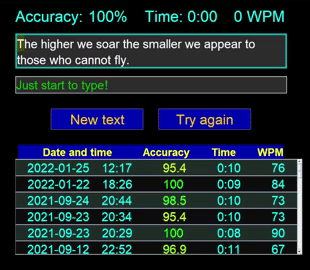 Accuracy: 100% Time: 0:00 0 WPM
The higher we soar the smaller we appear to
those who cannot fly.
Just start to type!
New text Try again
Date and time Accuracy Time WPM
2022-01-25 12:17 95.4 0:10 76
2022-01-22 18:26 100 0:09 84
2021-09-24 20:44 98.5 0:10 73
2021-09-23 20:34 95.4 0:10 73
2021-09-23 20:29 100 0:08 90
2021-09-12 22:52 96.9 0:11 67